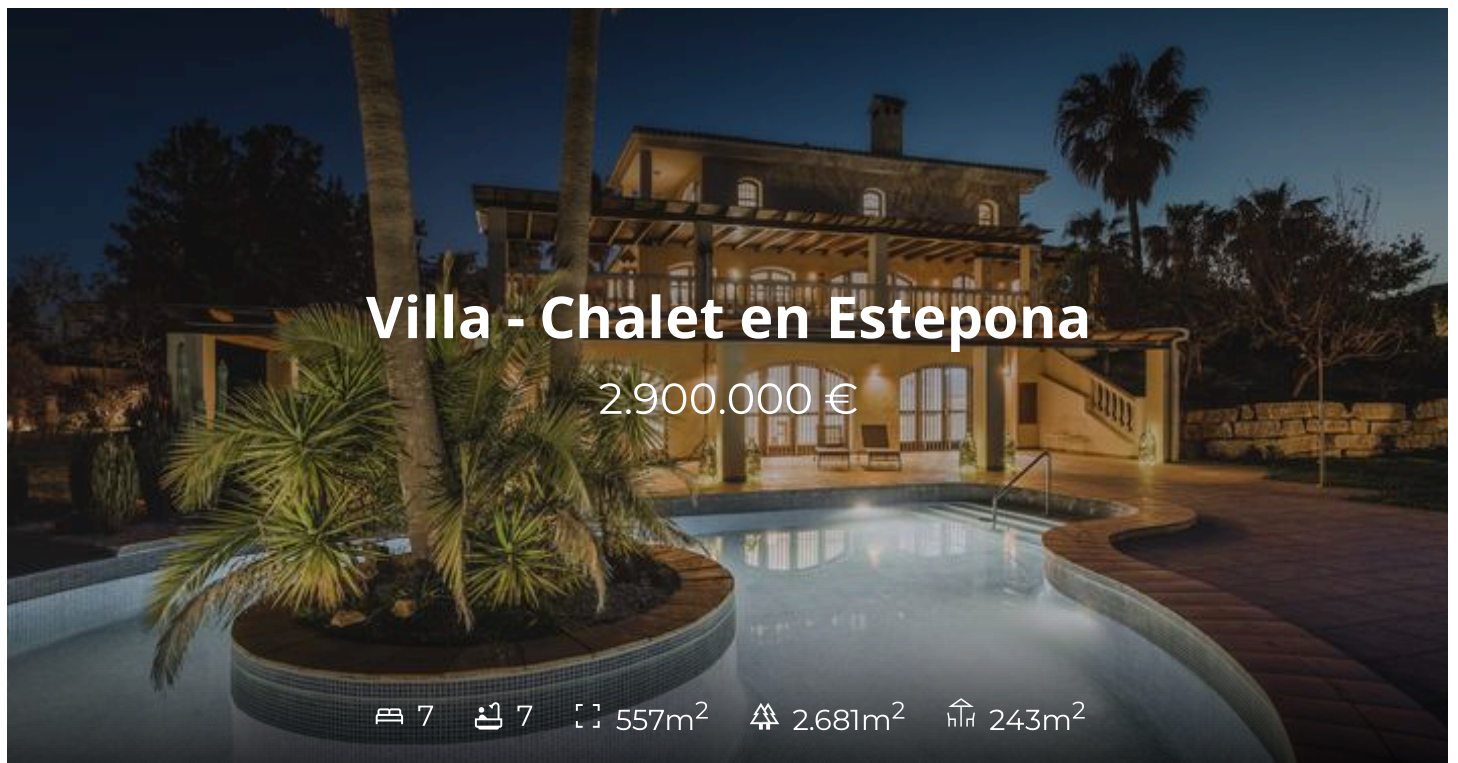 Villa - Chalet en Estepona
2.900.000 €
7 7 557m² 2.681m² 243m²